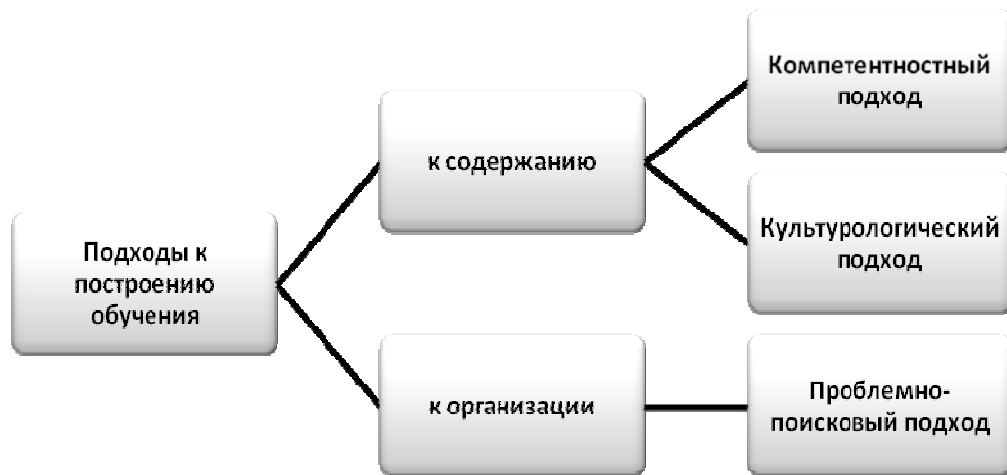 Подходы к
построению
обучения
к содержанию
Компетентностный
подход
Культурологический
подход
к организации
Проблемно-
поисковый подход